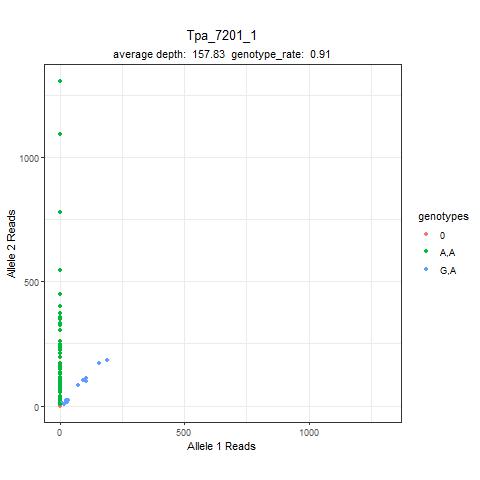 Tpa_7201_1
average depth:  157.83  genotype_rate:  0.91
Allele 2 Reads
1000
500
0
0
500
1000
Allele 1 Reads
genotypes
0
A,A
G,A